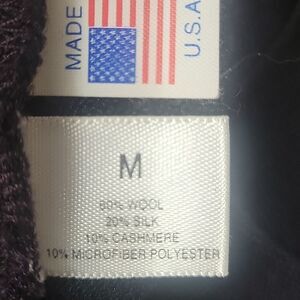 MADE
U.S.A
M
60% WOOL
20% SILK
10% CASHMERE
10% MICROFIBER POLYESTER